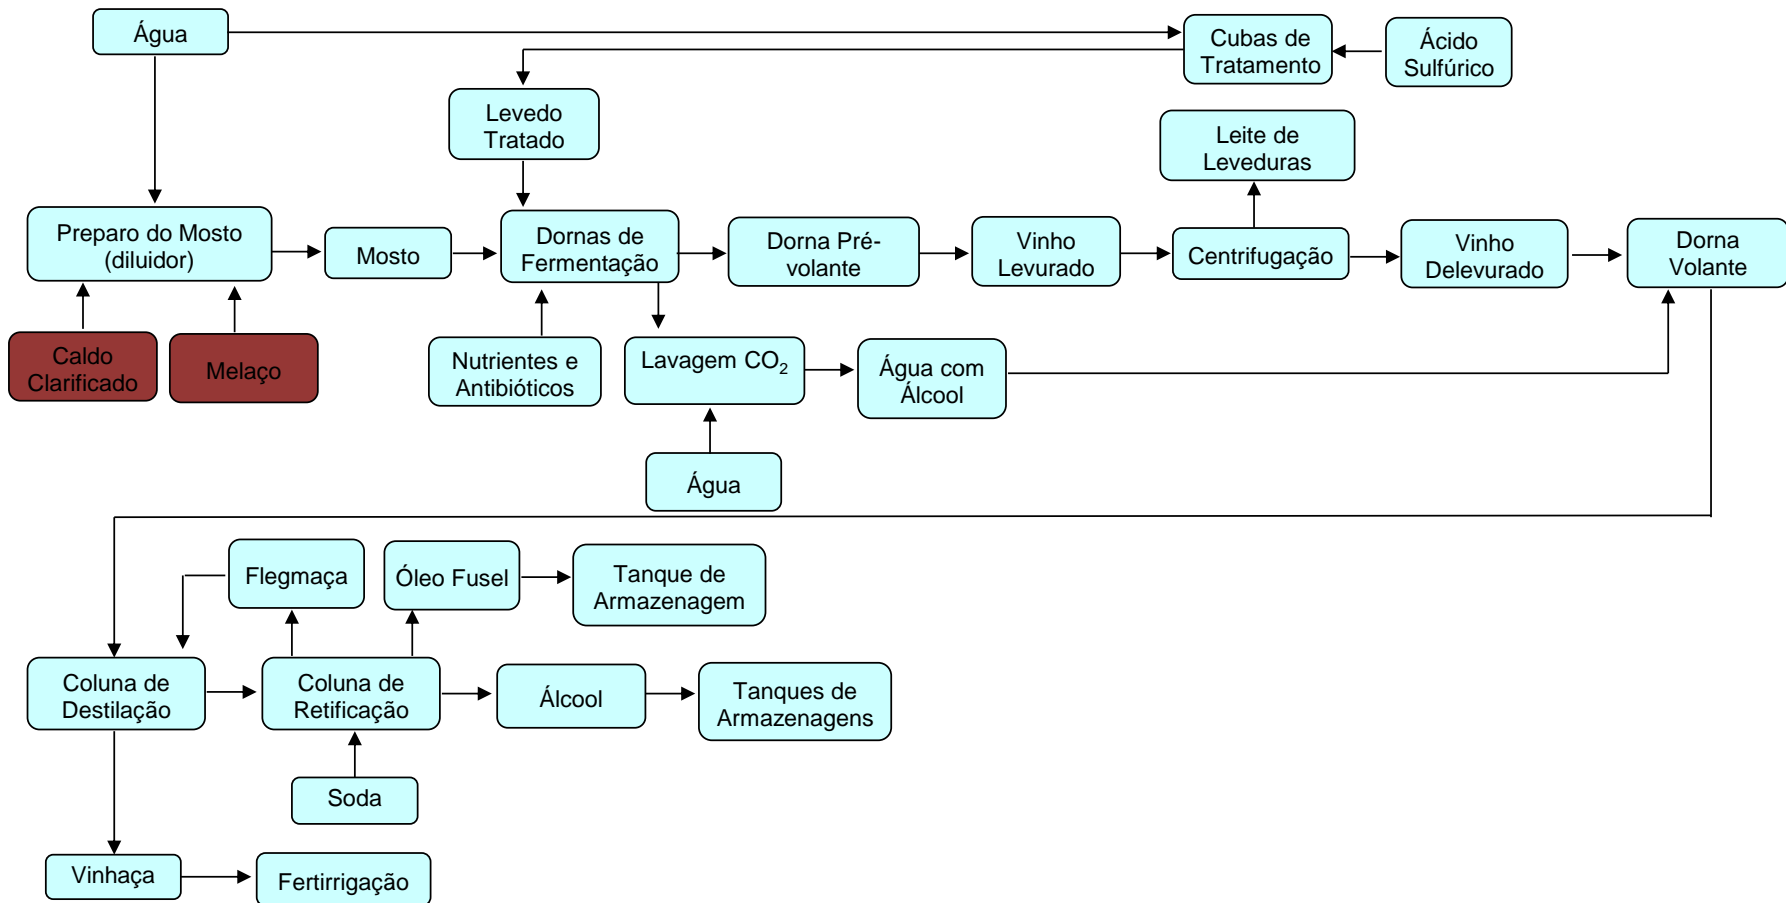 Água
Cubas de
Tratamento
Ácido
Sulfúrico
Levedo
Tratado
Leite de
Leveduras
Preparo do Mosto
(diluidor)
Mosto
Dornas de
Fermentação
Dorna Pré-
volante
Vinho
Levurado
Centrifugação
Vinho
Delevurado
Dorna
Volante
Caldo
Clarificado
Melaço
Nutrientes e
Antibióticos
Lavagem CO₂
Água com
Álcool
Água
Flegmaça
Óleo Fusel
Tanque de
Armazenagem
Coluna de
Destilação
Coluna de
Retificação
Álcool
Tanques de
Armazenagens
Soda
Vinhaça
Fertirrigação